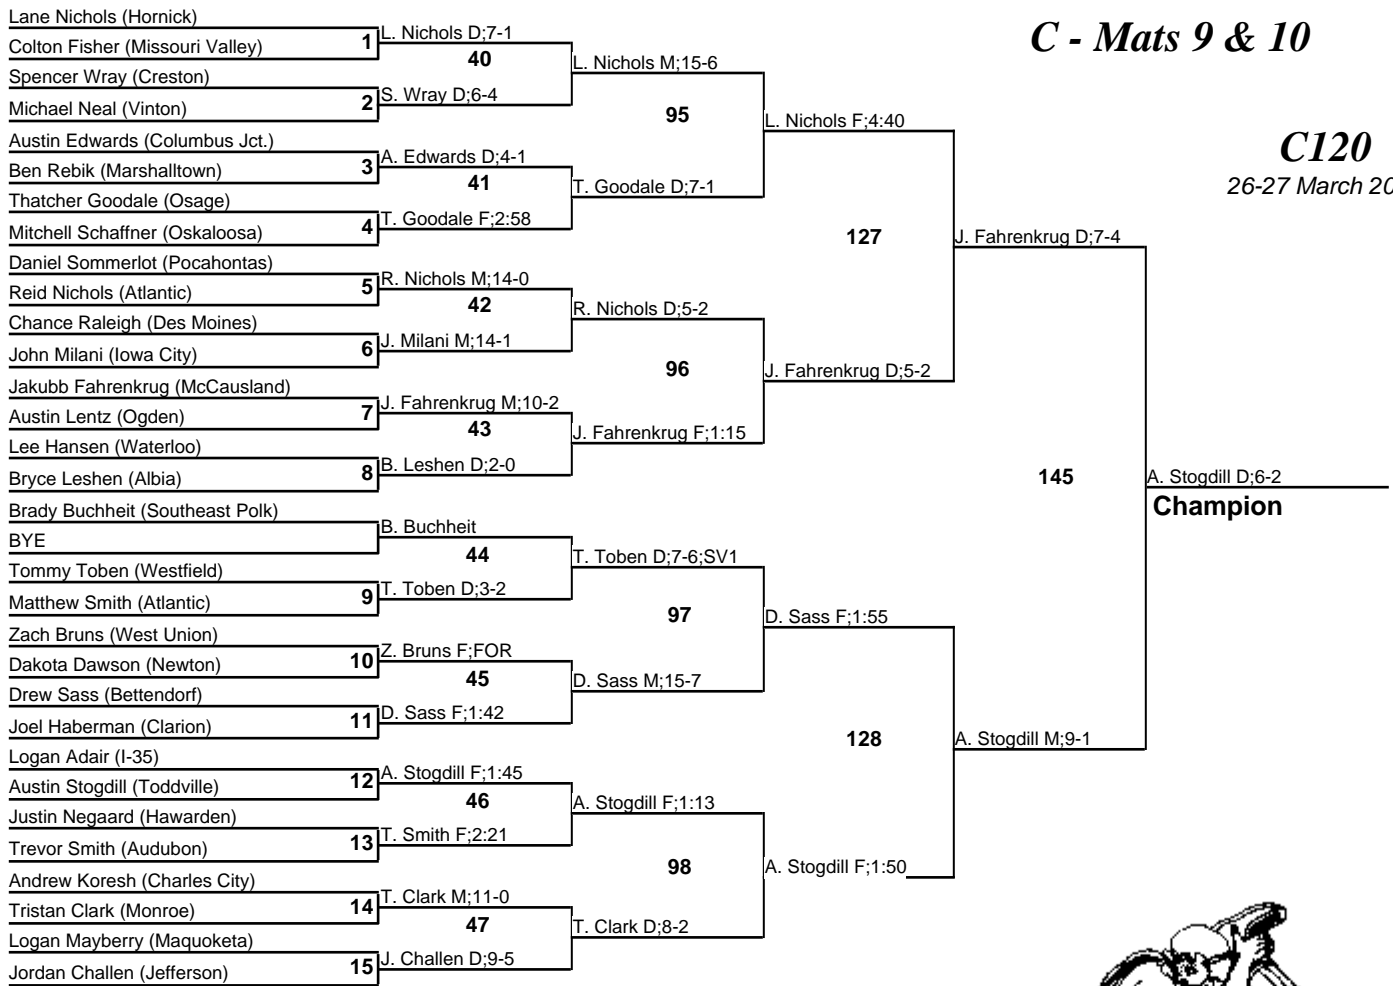 C - Mats 9 & 10
C120
26-27 March 20
Lane Nichols (Hornick)
Colton Fisher (Missouri Valley)
Spencer Wray (Creston)
Michael Neal (Vinton)
Austin Edwards (Columbus Jct.)
Ben Rebik (Marshalltown)
Thatcher Goodale (Osage)
Mitchell Schaffner (Oskaloosa)
Daniel Sommerlot (Pocahontas)
Reid Nichols (Atlantic)
Chance Raleigh (Des Moines)
John Milani (Iowa City)
Jakubb Fahrenkrug (McCausland)
Austin Lentz (Ogden)
Lee Hansen (Waterloo)
Bryce Leshen (Albia)
Brady Buchheit (Southeast Polk)
BYE
Tommy Toben (Westfield)
Matthew Smith (Atlantic)
Zach Bruns (West Union)
Dakota Dawson (Newton)
Drew Sass (Bettendorf)
Joel Haberman (Clarion)
Logan Adair (I-35)
Austin Stogdill (Toddville)
Justin Negaard (Hawarden)
Trevor Smith (Audubon)
Andrew Koresh (Charles City)
Tristan Clark (Monroe)
Logan Mayberry (Maquoketa)
Jordan Challen (Jefferson)
1
2
3
4
5
6
7
8
9
10
11
12
13
14
15
L. Nichols D;7-1
40
S. Wray D;6-4
A. Edwards D;4-1
41
T. Goodale F;2:58
R. Nichols M;14-0
42
J. Milani M;14-1
J. Fahrenkrug M;10-2
43
B. Leshen D;2-0
B. Buchheit
44
T. Toben D;3-2
Z. Bruns F;FOR
45
D. Sass F;1:42
A. Stogdill F;1:45
46
T. Smith F;2:21
T. Clark M;11-0
47
J. Challen D;9-5
L. Nichols M;15-6
95
T. Goodale D;7-1
R. Nichols D;5-2
96
J. Fahrenkrug F;1:15
T. Toben D;7-6;SV1
97
D. Sass M;15-7
A. Stogdill F;1:13
98
T. Clark D;8-2
L. Nichols F;4:40
127
J. Fahrenkrug D;5-2
D. Sass F;1:55
128
A. Stogdill F;1:50
J. Fahrenkrug D;7-4
145
A. Stogdill M;9-1
A. Stogdill D;6-2
Champion